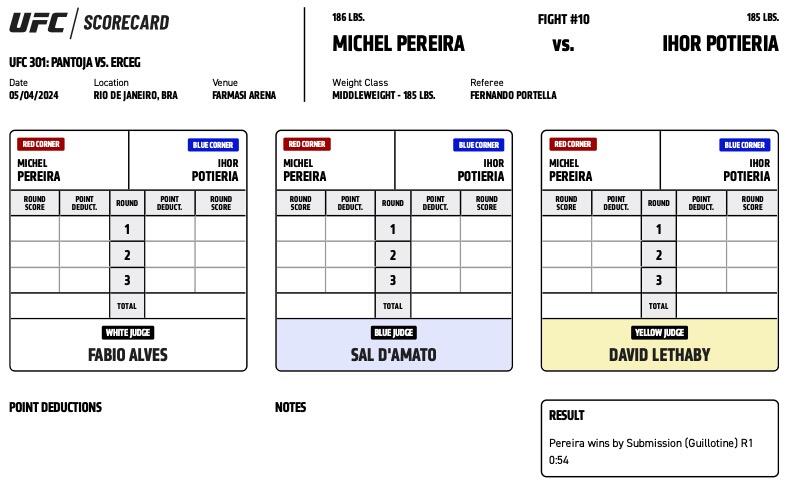 UFC / SCORECARD
UFC 301: PANTOJA VS. ERCEG
Date Location Venue
05/04/2024 RIO DE JANEIRO, BRA FARMASI ARENA
186 LBS. FIGHT #10 185 LBS.
MICHEL PEREIRA VS. IHOR POTIERIA
Weight Class Referee
MIDDLEWEIGHT - 185 LBS. FERNANDO PORTELLA
RED CORNER BLUE CORNER
MICHEL IHOR
PEREIRA POTIERIA
ROUND POINT ROUND POINT ROUND
SCORE DEDUCT. DEDUCT. SCORE
1
2
3
TOTAL
WHITE JUDGE
FABIO ALVES
RED CORNER BLUE CORNER
MICHEL IHOR
PEREIRA POTIERIA
ROUND POINT ROUND POINT ROUND
SCORE DEDUCT. DEDUCT. SCORE
1
2
3
TOTAL
BLUE JUDGE
SAL D'AMATO
RED CORNER BLUE CORNER
MICHEL IHOR
PEREIRA POTIERIA
ROUND POINT ROUND POINT ROUND
SCORE DEDUCT. DEDUCT. SCORE
1
2
3
TOTAL
YELLOW JUDGE
DAVID LETHABY
POINT DEDUCTIONS
NOTES
RESULT
Pereira wins by Submission (Guillotine) R1
0:54